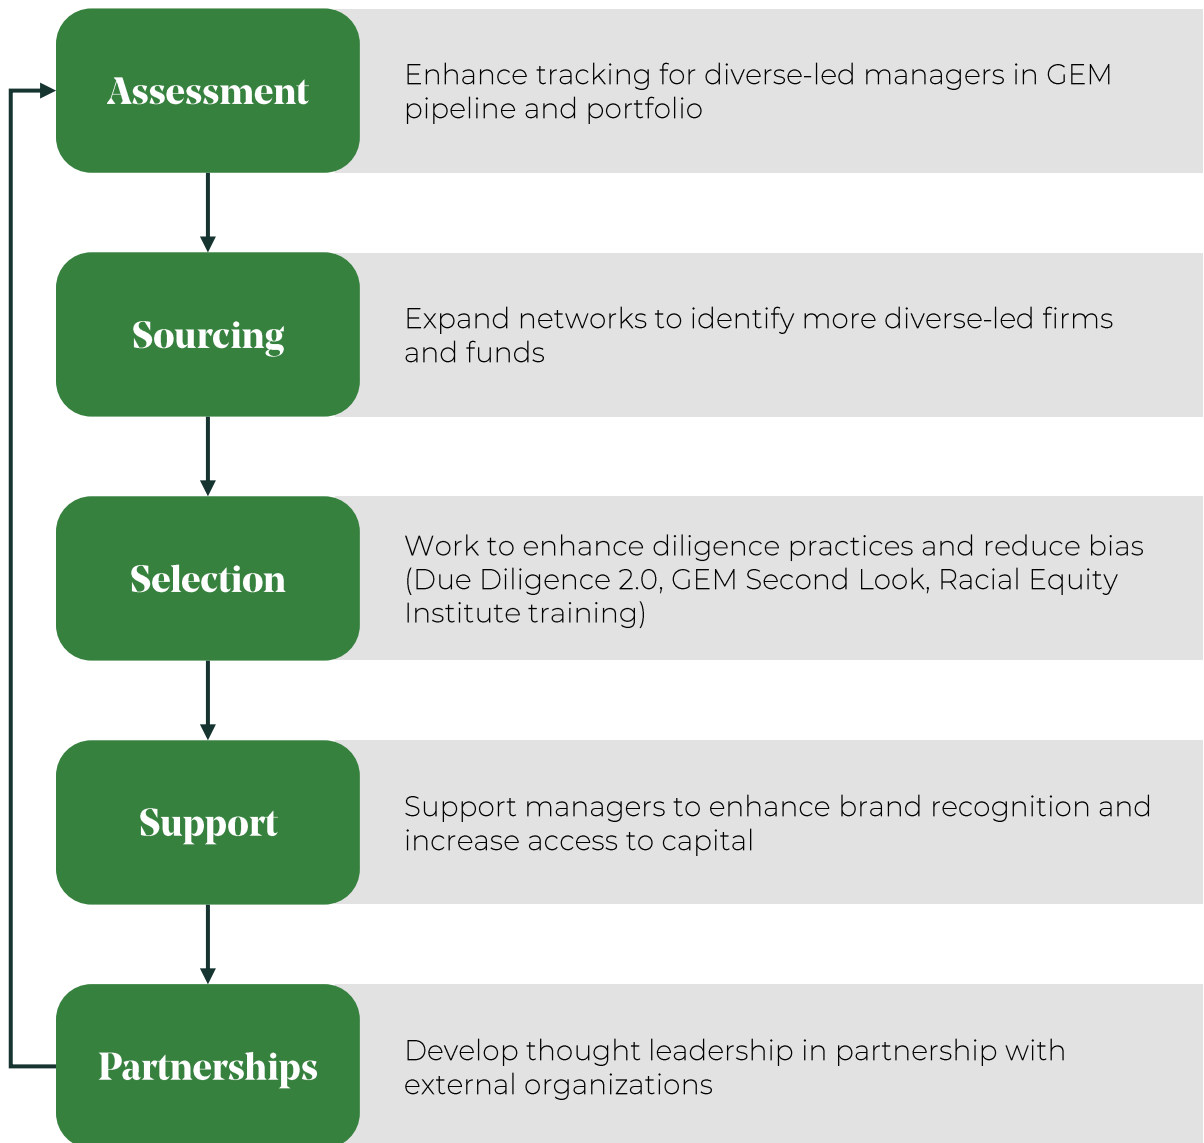 Assessment
Enhance tracking for diverse-led managers in GEM
pipeline and portfolio
Sourcing
Expand networks to identify more diverse-led firms
and funds
Selection
Work to enhance diligence practices and reduce bias
(Due Diligence 2.0, GEM Second Look, Racial Equity
Institute training)
Support
Support managers to enhance brand recognition and
increase access to capital
Partnerships
Develop thought leadership in partnership with
external organizations